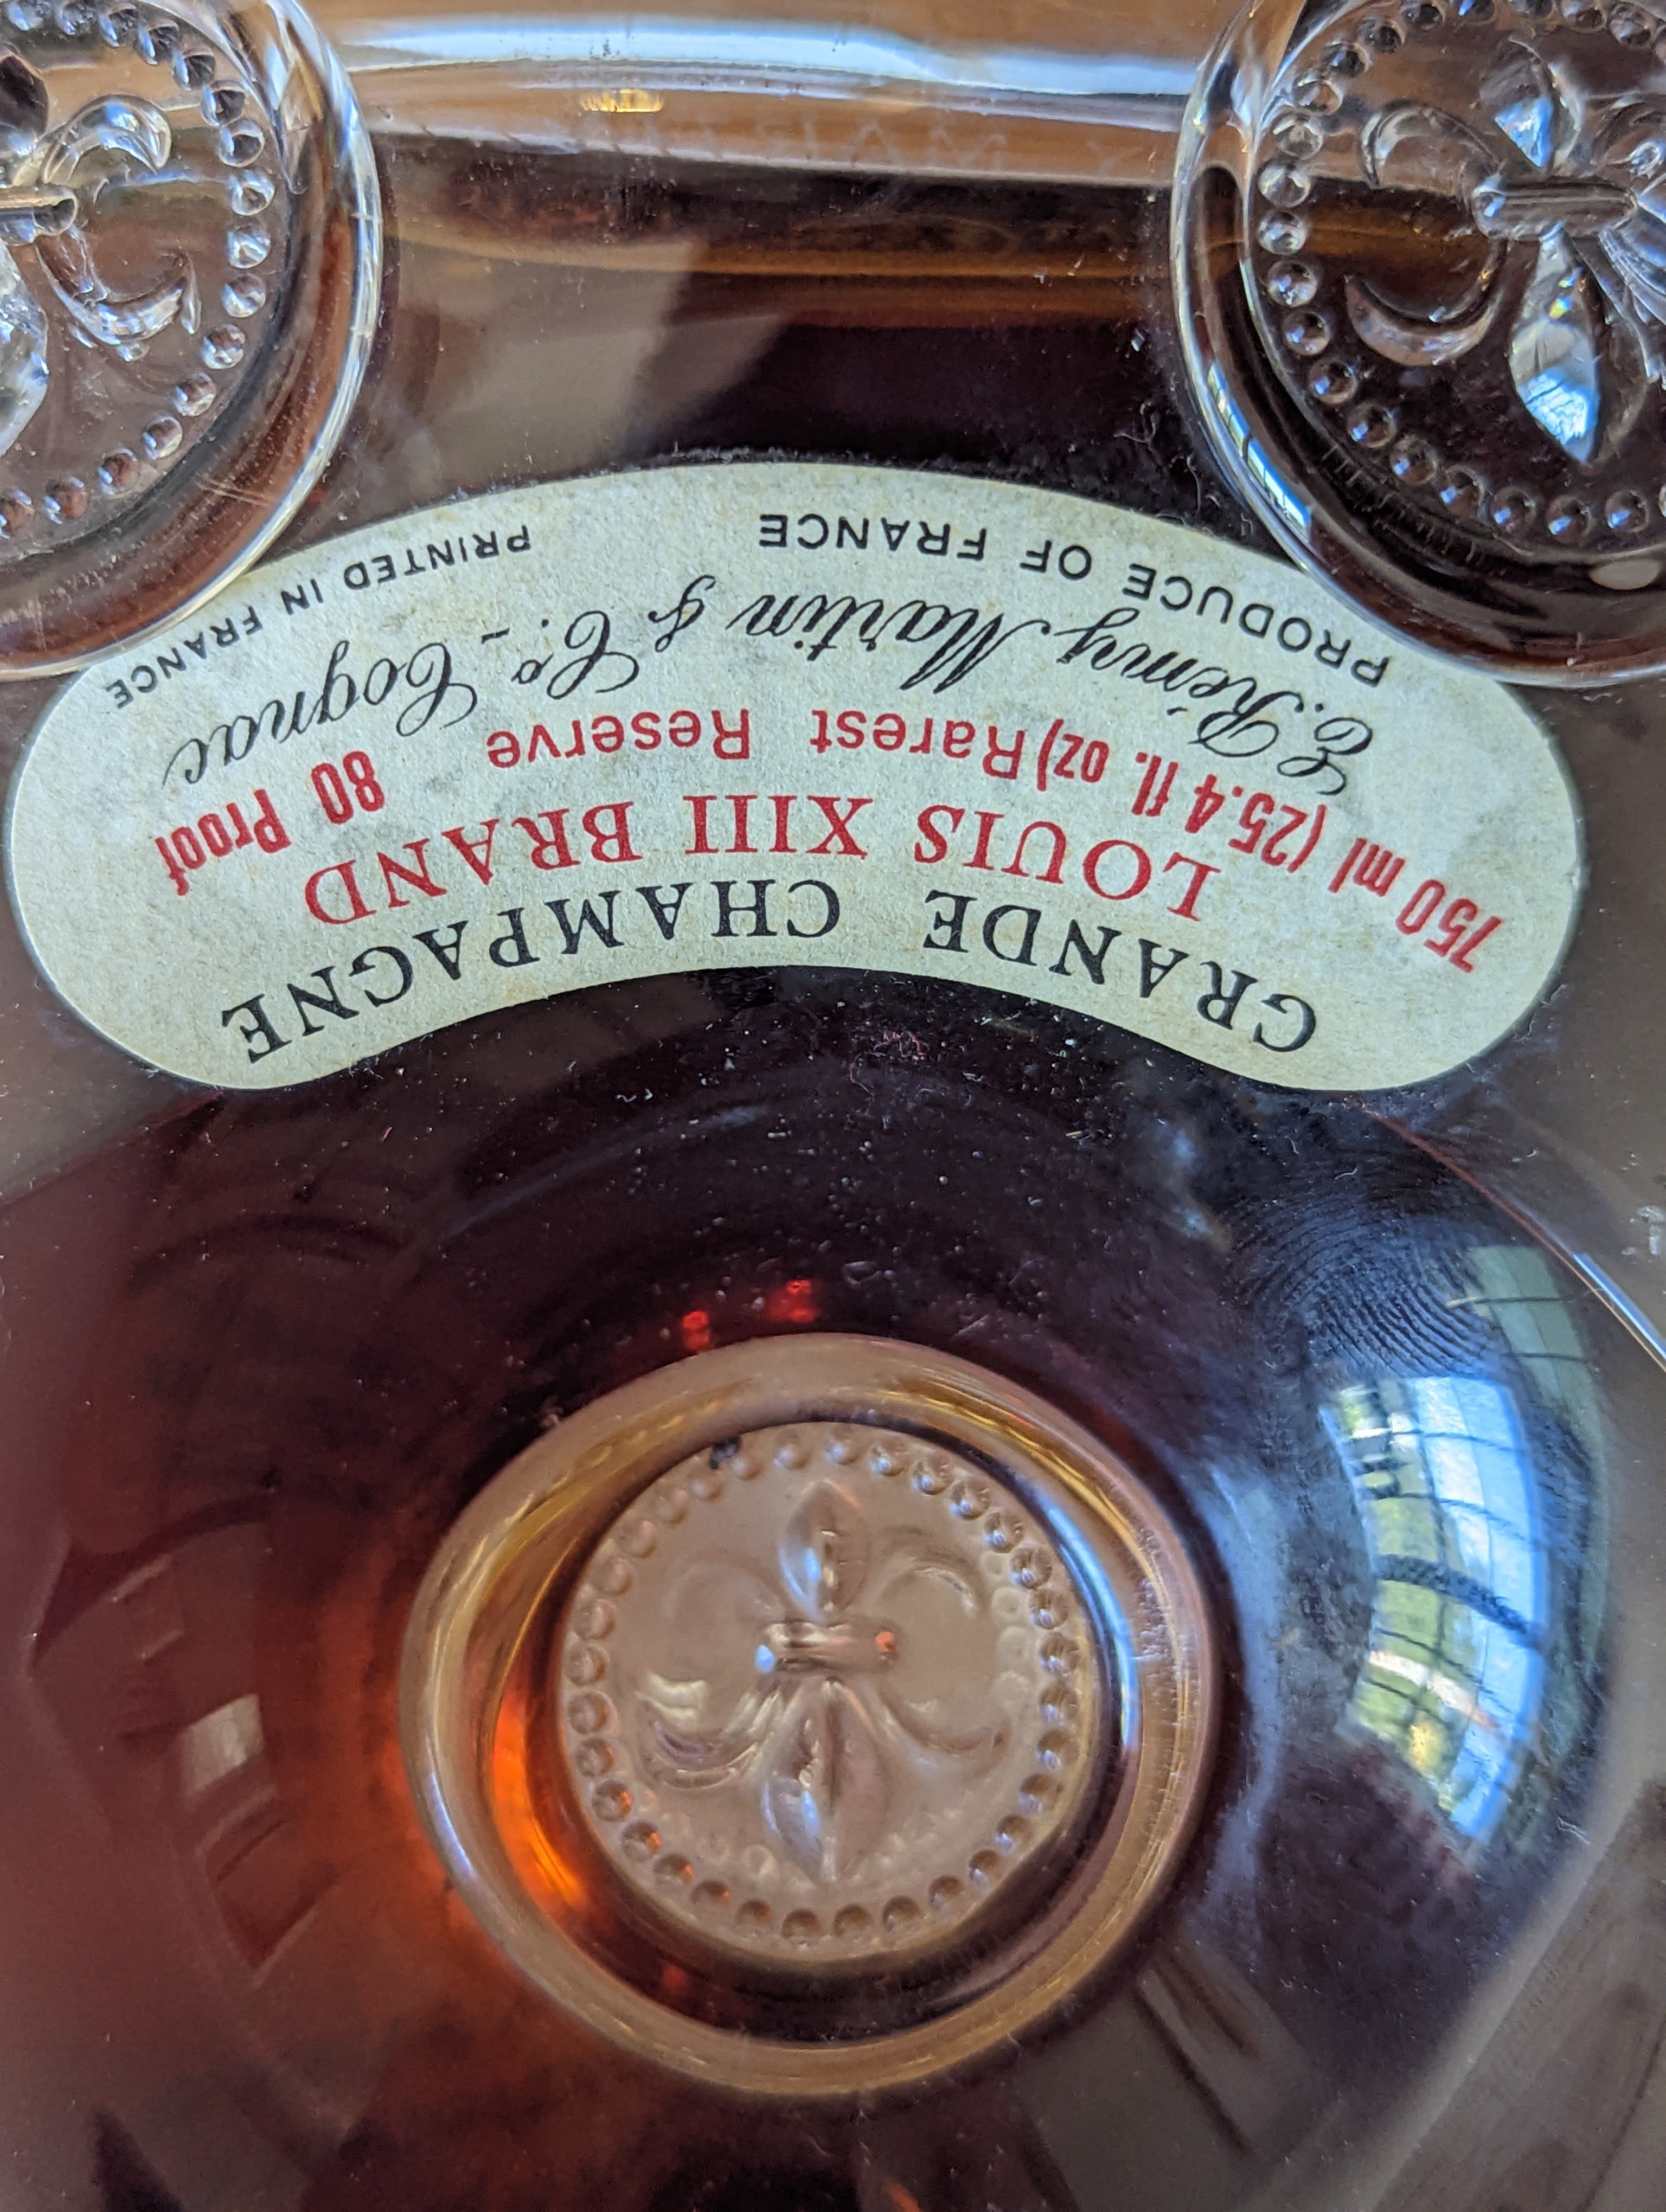 GRANDE CHAMPAGNE
LOUIS XIII BRAND
750 ml (25.4 fl. oz) Rarest Reserve 80 Proof
E. Rémy Martin & Cº. - Cognac
PRODUCE OF FRANCE PRINTED IN FRANCE